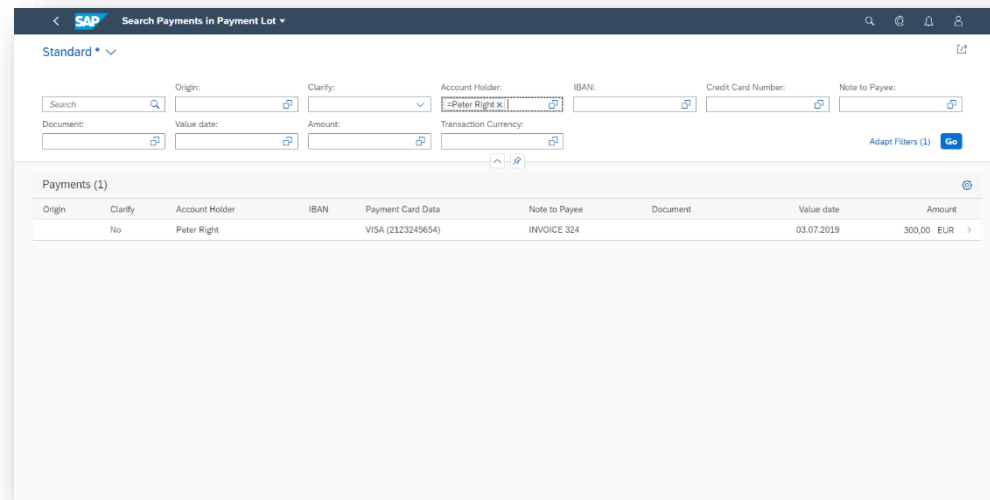 SAP Search Payments in Payment Lot
Standard *
Origin: Clarify: Account Holder: IBAN: Credit Card Number: Note to Payee:
Search =Peter Right
Document: Value date: Amount: Transaction Currency:
Adapt Filters (1) Go
Payments (1)
Origin Clarify Account Holder IBAN Payment Card Data Note to Payee Document Value date Amount
No Peter Right VISA (2123245654) INVOICE 324 03.07.2019 300,00 EUR